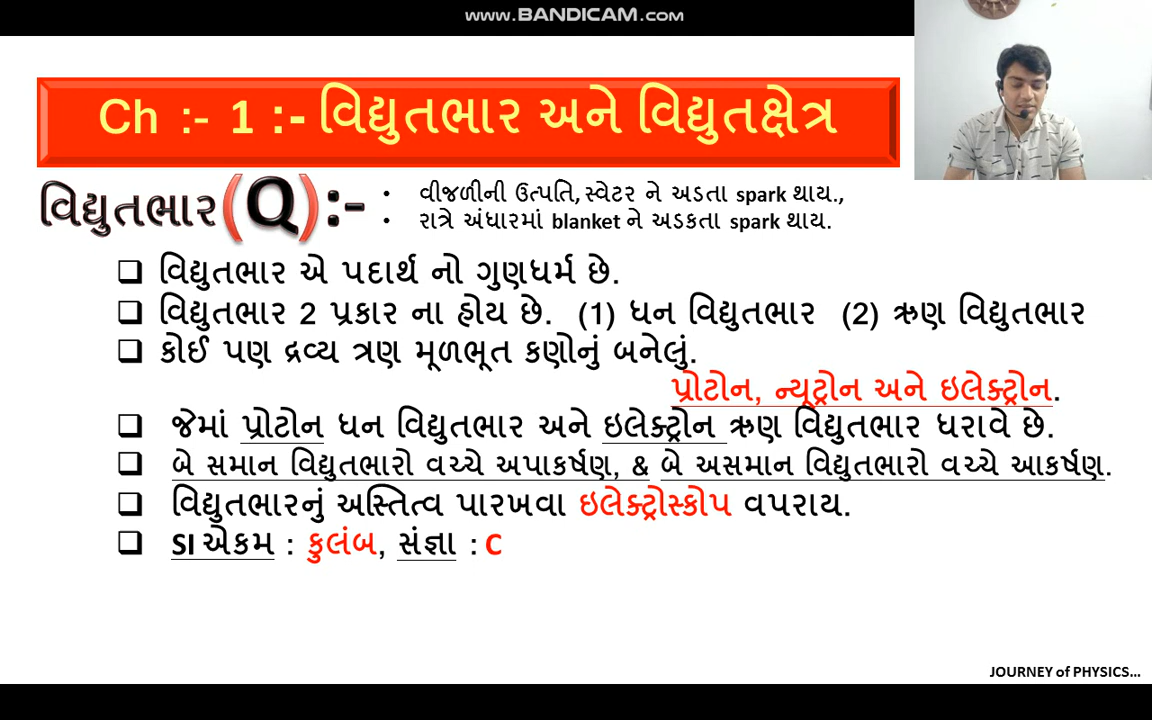 www.BANDICAM.com
Ch :- 1 :- વિદ્યુતભાર અને વિદ્યુતક્ષેત્ર
વિદ્યુતભાર(Q):-
• વીજળીની ઉત્પતિ, સ્વેટર ને અડતા spark થાય.,
• રાત્રે અંધારમાં blanket ને અડકતા spark થાય.
❑ વિદ્યુતભાર એ પદાર્થ નો ગુણધર્મ છે.
❑ વિદ્યુતભાર 2 પ્રકાર ના હોય છે. (1) ધન વિદ્યુતભાર (2) ઋણ વિદ્યુતભાર
❑ કોઈ પણ દ્રવ્ય ત્રણ મૂળભૂત કણોનું બનેલું.
પ્રોટોન, ન્યૂટ્રોન અને ઇલેક્ટ્રોન.
❑ જેમાં પ્રોટોન ધન વિદ્યુતભાર અને ઇલેક્ટ્રોન ઋણ વિદ્યુતભાર ધરાવે છે.
❑ બે સમાન વિદ્યુતભારો વચ્ચે અપાકર્ષણ, & બે અસમાન વિદ્યુતભારો વચ્ચે આકર્ષણ.
❑ વિદ્યુતભારનું અસ્તિત્વ પારખવા ઇલેક્ટ્રોસ્કોપ વપરાય.
❑ SI એકમ : કુલંબ, સંજ્ઞા : C
JOURNEY of PHYSICS...